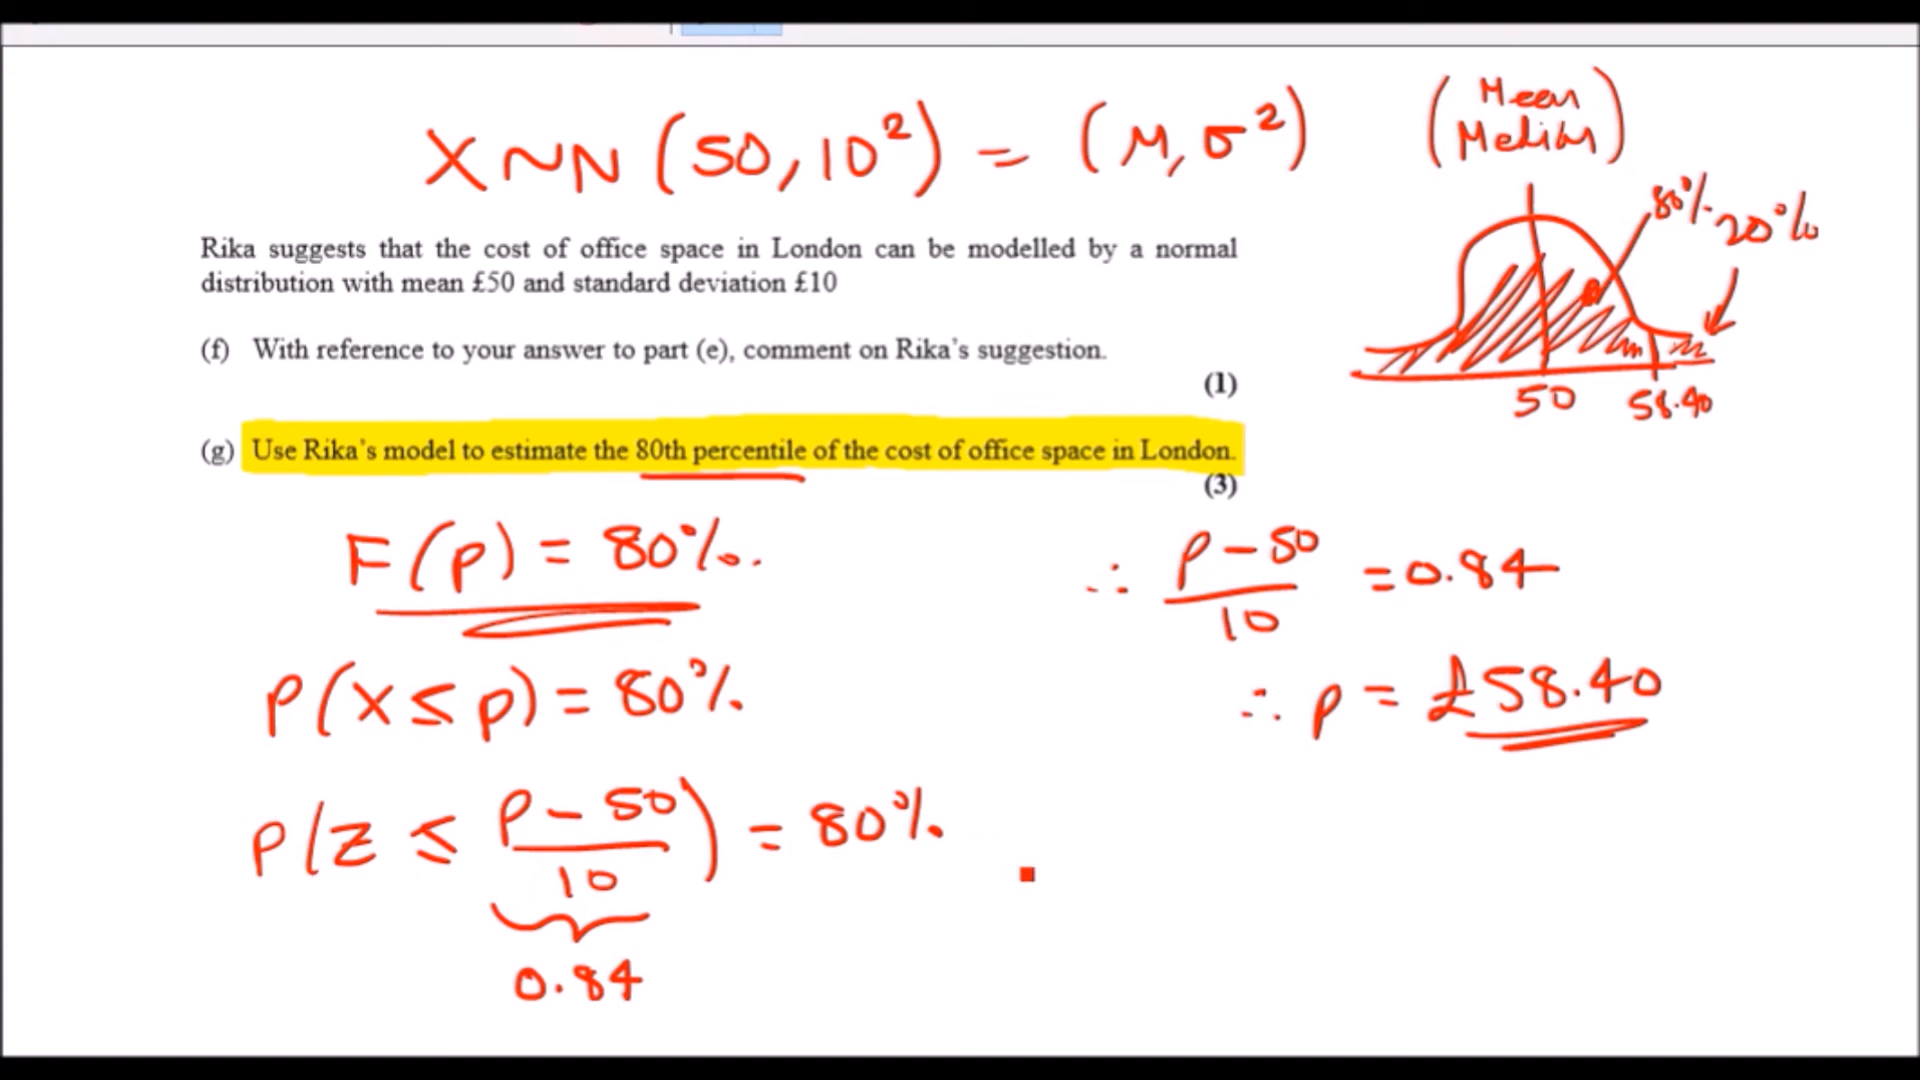 X ~ N (50, 10²) = (μ, σ²)
(Mean
Median)
80%
20%
50
58.40
Rika suggests that the cost of office space in London can be modelled by a normal
distribution with mean £50 and standard deviation £10
(f) With reference to your answer to part (e), comment on Rika's suggestion.
(1)
(g) Use Rika's model to estimate the 80th percentile of the cost of office space in London.
(3)
F(p) = 80%.
P(X ≤ p) = 80%
P(Z ≤ p - 50 / 10) = 80%
0.84
∴ p - 50 / 10 = 0.84
∴ p = £58.40